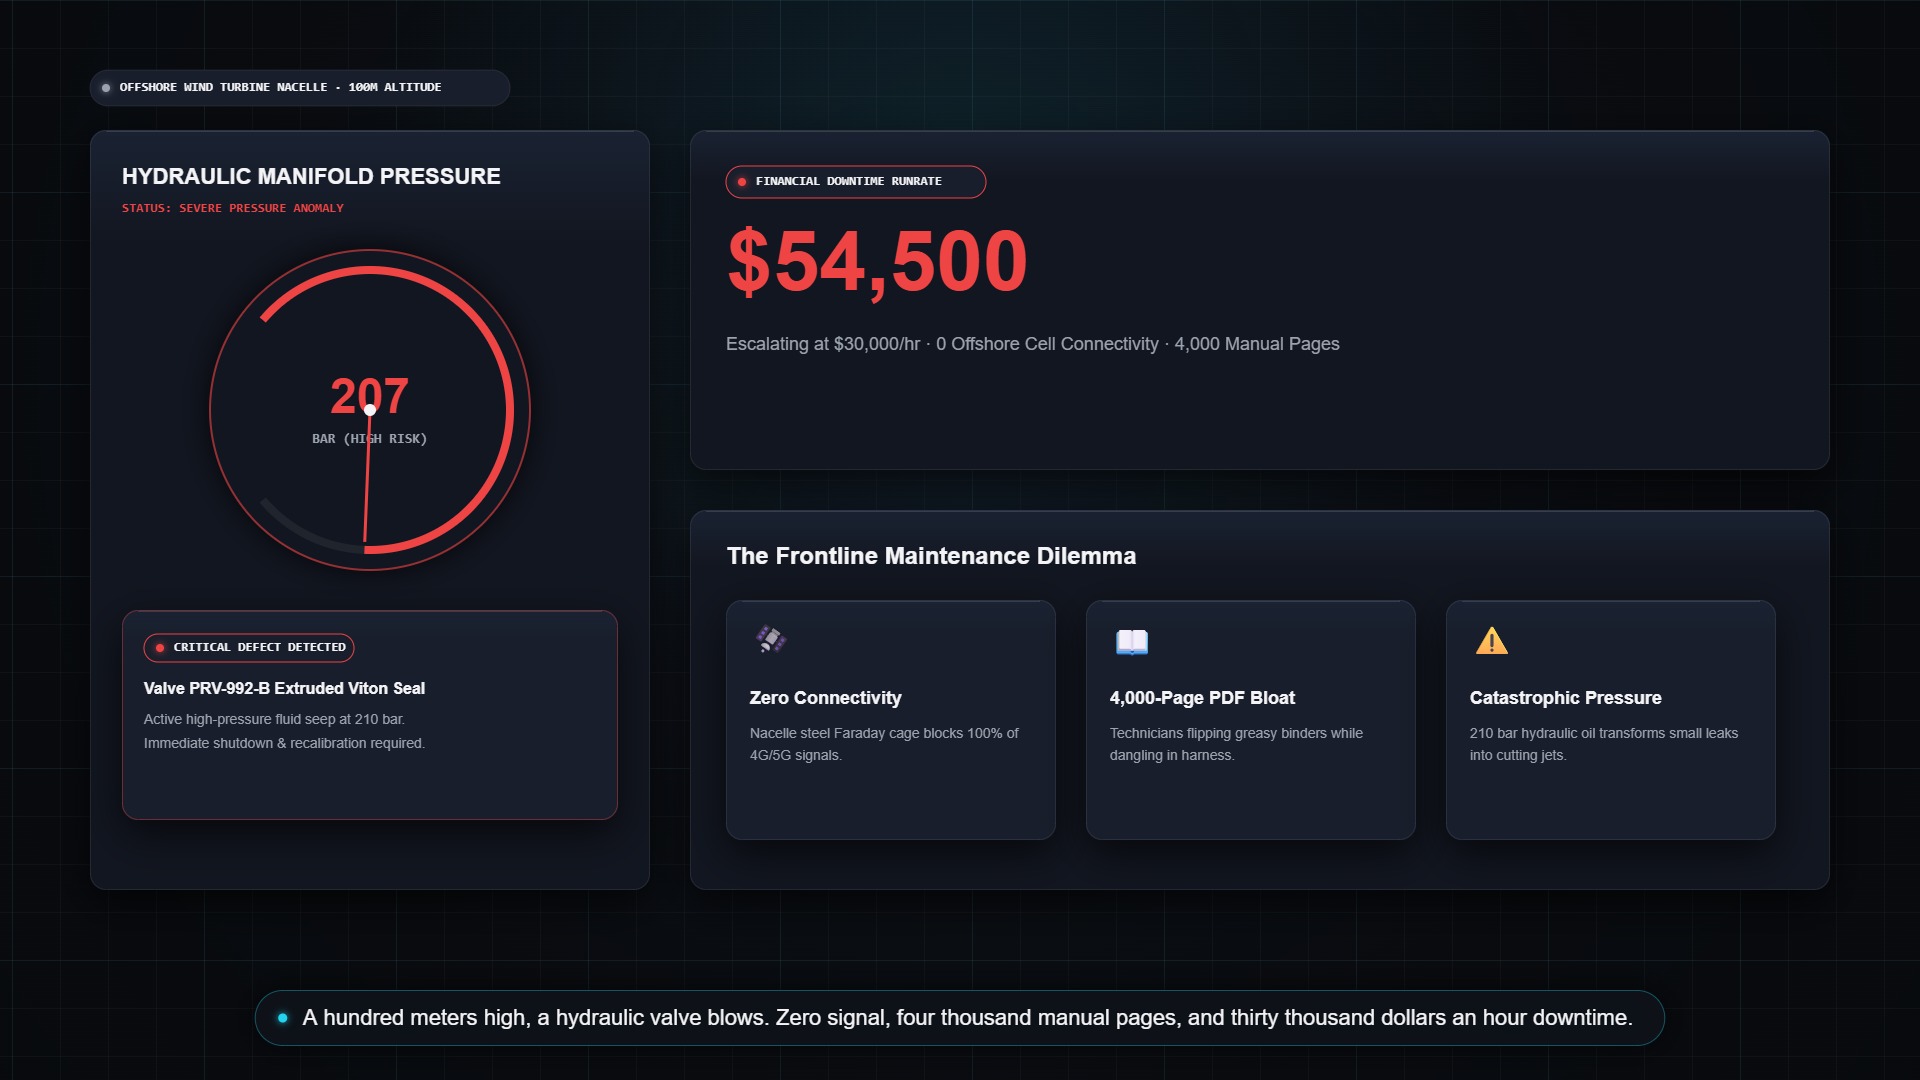 OFFSHORE WIND TURBINE NACELLE · 100M ALTITUDE
HYDRAULIC MANIFOLD PRESSURE
STATUS: SEVERE PRESSURE ANOMALY
207
BAR (HIGH RISK)
CRITICAL DEFECT DETECTED
Valve PRV-992-B Extruded Viton Seal
Active high-pressure fluid seep at 210 bar.
Immediate shutdown & recalibration required.
FINANCIAL DOWNTIME RUNRATE
$54,500
Escalating at $30,000/hr · 0 Offshore Cell Connectivity · 4,000 Manual Pages
The Frontline Maintenance Dilemma
Zero Connectivity
Nacelle steel Faraday cage blocks 100% of
4G/5G signals.
4,000-Page PDF Bloat
Technicians flipping greasy binders while
dangling in harness.
Catastrophic Pressure
210 bar hydraulic oil transforms small leaks
into cutting jets.
A hundred meters high, a hydraulic valve blows. Zero signal, four thousand manual pages, and thirty thousand dollars an hour downtime.